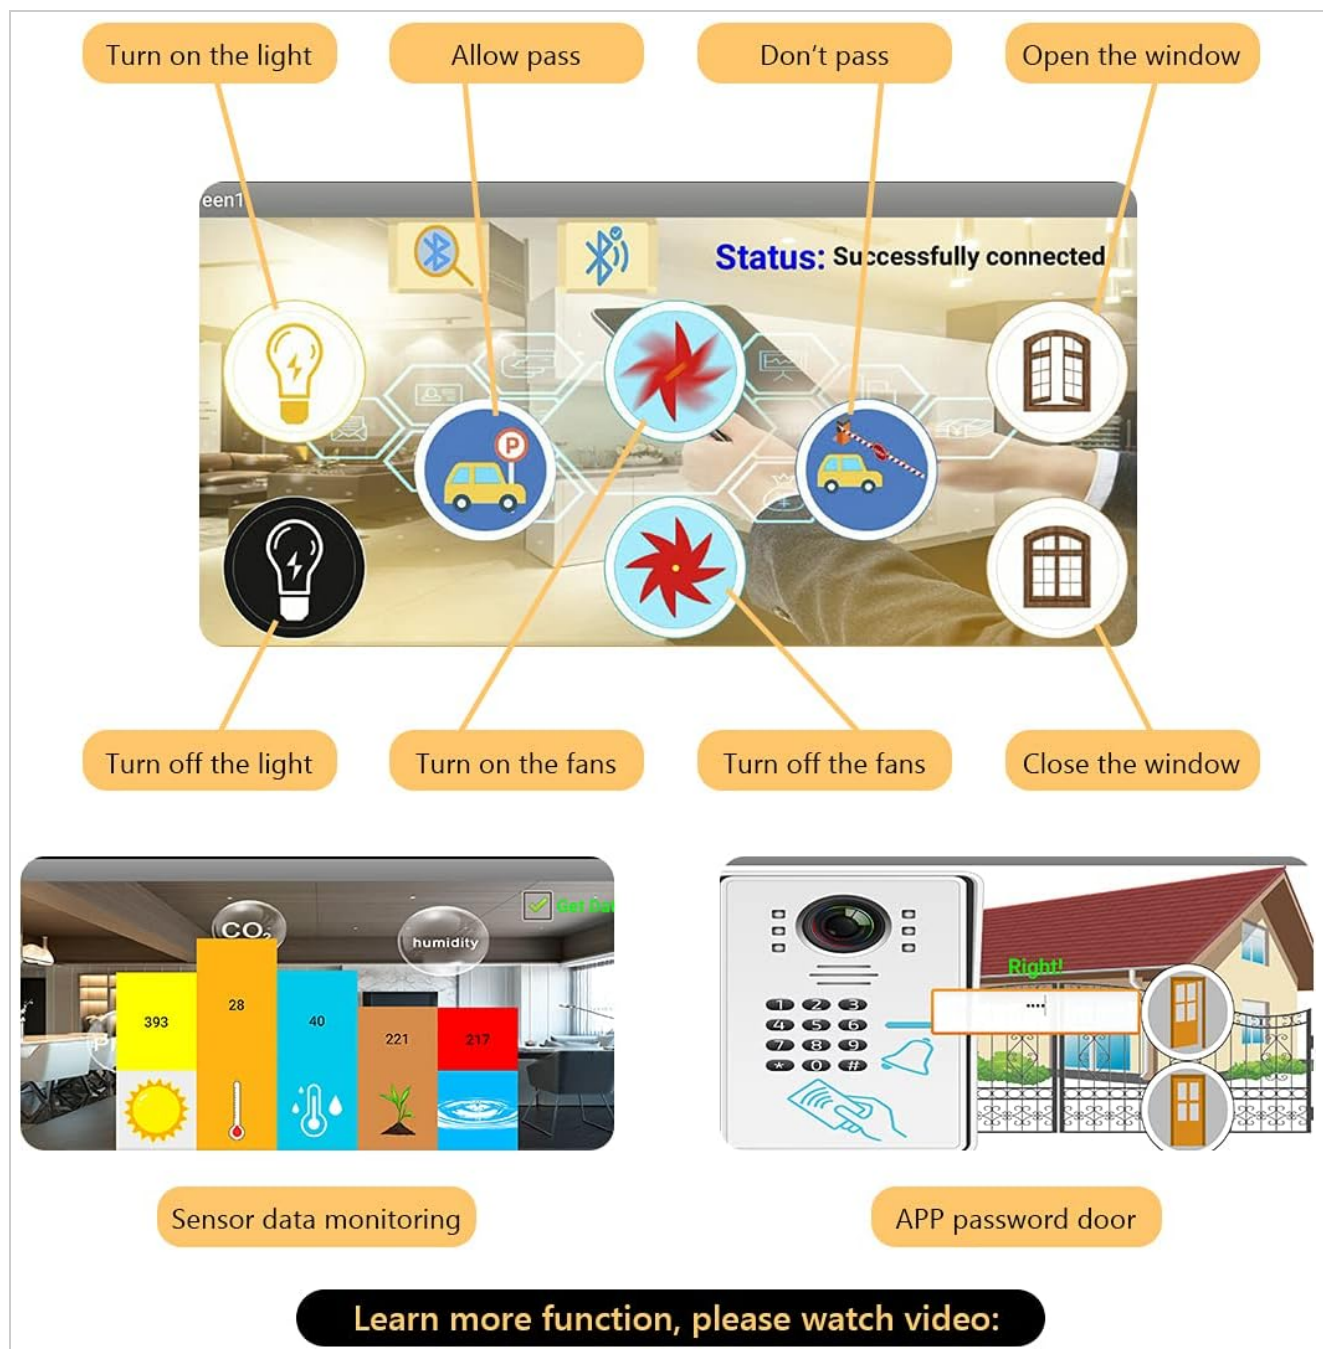 Turn on the light
Allow pass
Don't pass
Open the window
een1
Status: Successfully connected
P
Turn off the light
Turn on the fans
Turn off the fans
Close the window
Get Da
CO₂
humidity
393
28
40
221
217
P
Right!
1 2 3
4 5 6
7 8 9
* 0 #
Sensor data monitoring
APP password door
Learn more function, please watch video: